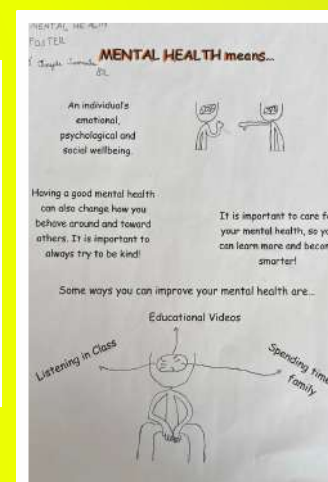 MENTAL HEALTH
POSTER
MENTAL HEALTH means...
An individual's
emotional,
psychological and
social wellbeing.
Having a good mental health
can also change how you
behave around and toward
others. It is important to
always try to be kind!
It is important to care
your mental health, so
can learn more and
smarter!
Some ways you can improve your mental health are...
Educational Videos
Listening in Class
Spending time
family